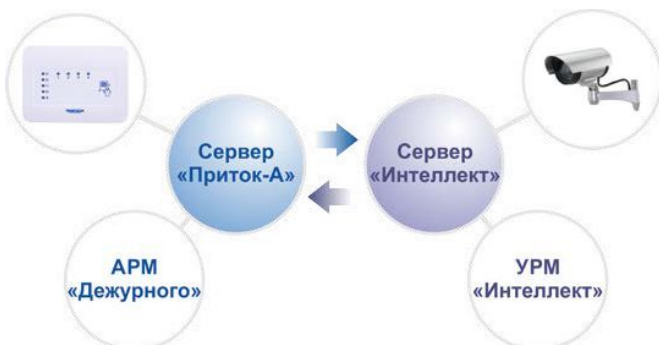 Сервер
«Приток-А»
Сервер
«Интеллект»
АРМ
«Дежурного»
УРМ
«Интеллект»